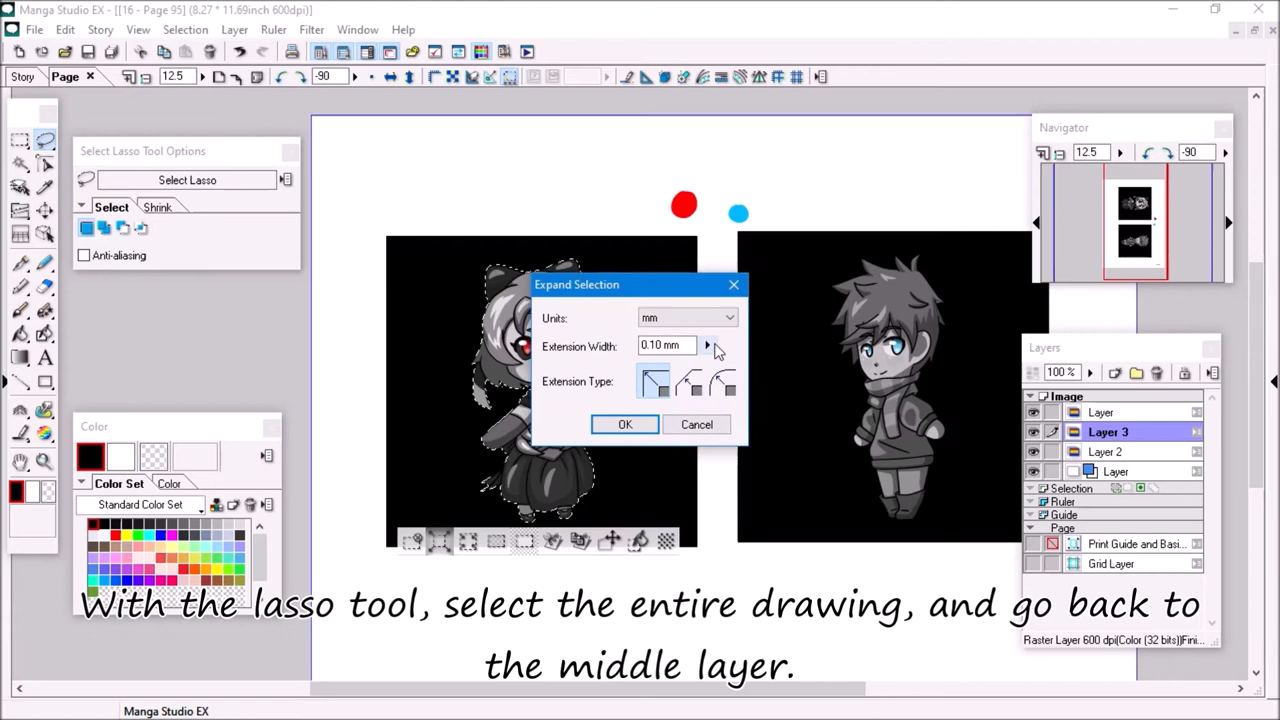 Manga Studio EX - [[16 - Page 95] (8.27 * 11.69inch 600dpi)]
File Edit Story View Selection Layer Ruler Filter Window Help
Story Page 12.5 -90
Select Lasso Tool Options
Select Lasso
Select Shrink
Anti-aliasing
Navigator
12.5 -90
Expand Selection
Units: mm
Extension Width: 0.10 mm
Extension Type:
OK Cancel
Layers
100 %
Image
Layer
Layer 3
Layer 2
Layer
Selection
Ruler
Guide
Page
Print Guide and Basi...
Grid Layer
Raster Layer 600 dpi(Color (32 bits))Fini
Color
Color Set Color
Standard Color Set
With the lasso tool, select the entire drawing, and go back to
the middle layer.
Manga Studio EX